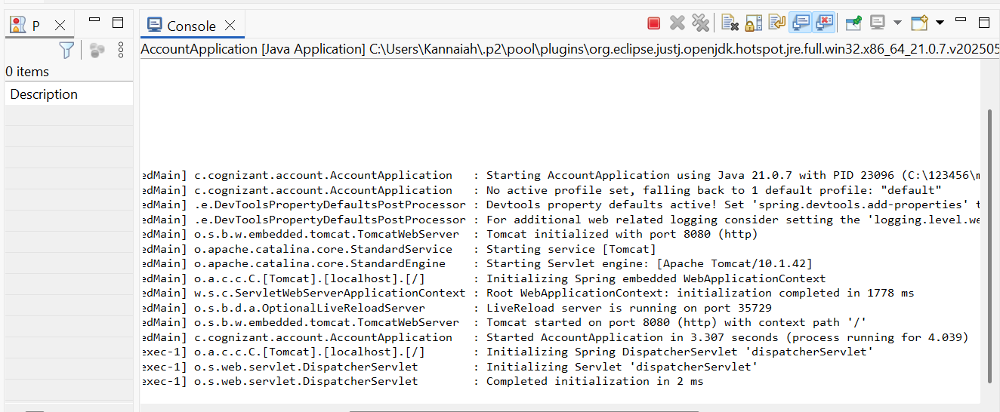 P
Console
AccountApplication [Java Application] C:\Users\Kannaiah\.p2\pool\plugins\org.eclipse.justj.openjdk.hotspot.jre.full.win32.x86_64_21.0.7.v202505
0 items
Description
edMain] c.cognizant.account.AccountApplication : Starting AccountApplication using Java 21.0.7 with PID 23096 (C:\123456\m
edMain] c.cognizant.account.AccountApplication : No active profile set, falling back to 1 default profile: "default"
edMain] .e.DevToolsPropertyDefaultsPostProcessor : Devtools property defaults active! Set 'spring.devtools.add-properties' t
edMain] .e.DevToolsPropertyDefaultsPostProcessor : For additional web related logging consider setting the 'logging.level.we
edMain] o.s.b.w.embedded.tomcat.TomcatWebServer : Tomcat initialized with port 8080 (http)
edMain] o.apache.catalina.core.StandardService : Starting service [Tomcat]
edMain] o.apache.catalina.core.StandardEngine : Starting Servlet engine: [Apache Tomcat/10.1.42]
edMain] o.a.c.c.C.[Tomcat].[localhost].[/] : Initializing Spring embedded WebApplicationContext
edMain] w.s.c.ServletWebServerApplicationContext : Root WebApplicationContext: initialization completed in 1778 ms
edMain] o.s.b.d.a.OptionalLiveReloadServer : LiveReload server is running on port 35729
edMain] o.s.b.w.embedded.tomcat.TomcatWebServer : Tomcat started on port 8080 (http) with context path '/'
edMain] c.cognizant.account.AccountApplication : Started AccountApplication in 3.307 seconds (process running for 4.039)
exec-1] o.a.c.c.C.[Tomcat].[localhost].[/] : Initializing Spring DispatcherServlet 'dispatcherServlet'
exec-1] o.s.web.servlet.DispatcherServlet : Initializing Servlet 'dispatcherServlet'
exec-1] o.s.web.servlet.DispatcherServlet : Completed initialization in 2 ms